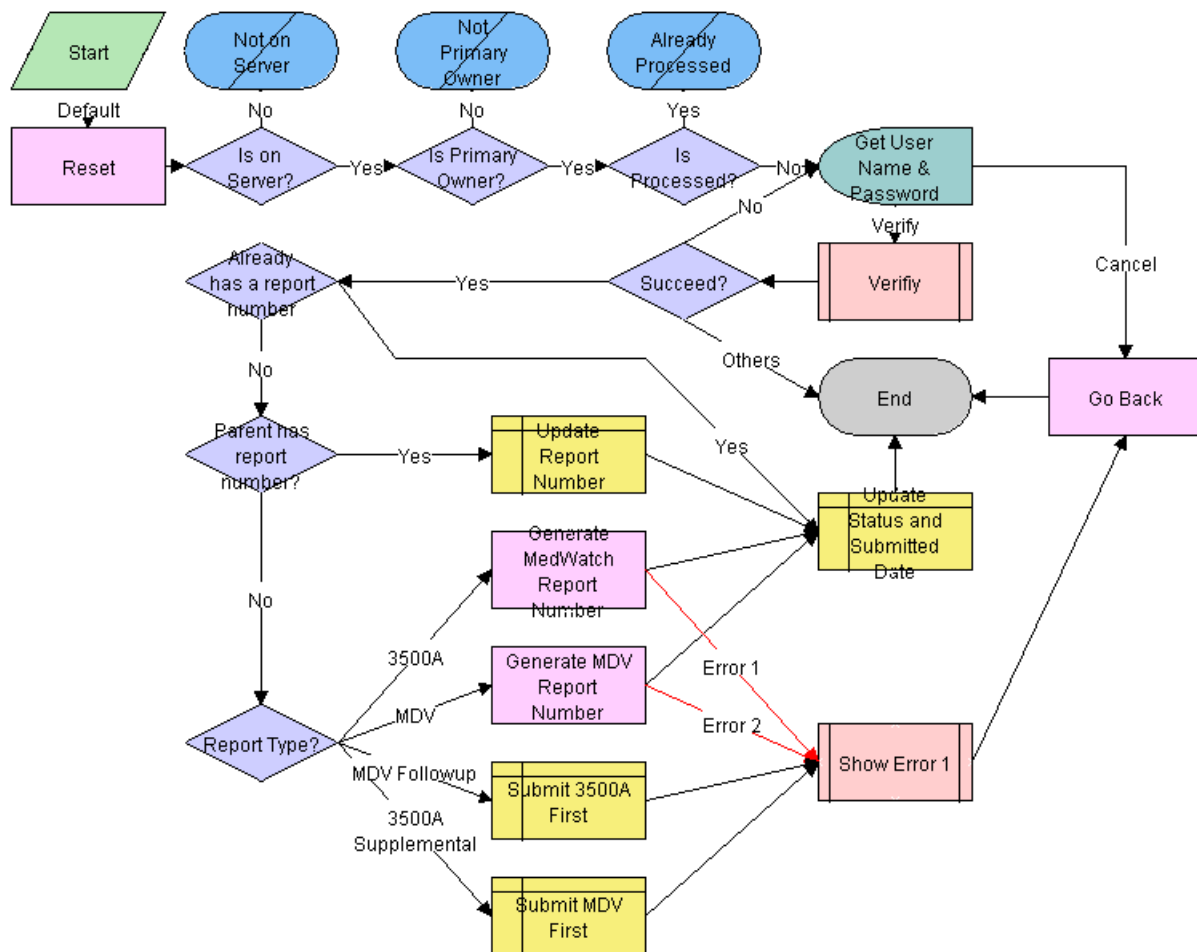 Start
Not on
Server
Not
Primary
Owner
Already
Processed
Default
No
No
Yes
Reset
Is on
Server?
Yes
Is Primary
Owner?
Yes
Is
Processed?
No
Get User
Name &
Password
No
Verify
Cancel
Already
has a report
number
Yes
Succeed?
Verifiy
No
Others
End
Go Back
Parent has
report
number?
Yes
Update
Report
Number
Yes
Update
Status and
Submitted
Date
Generate
MedWatch
Report
Number
No
3500A
Generate MDV
Report
Number
Error 1
MDV
Error 2
Report Type?
Show Error 1
MDV Followup
Submit 3500A
First
3500A
Supplemental
Submit MDV
First